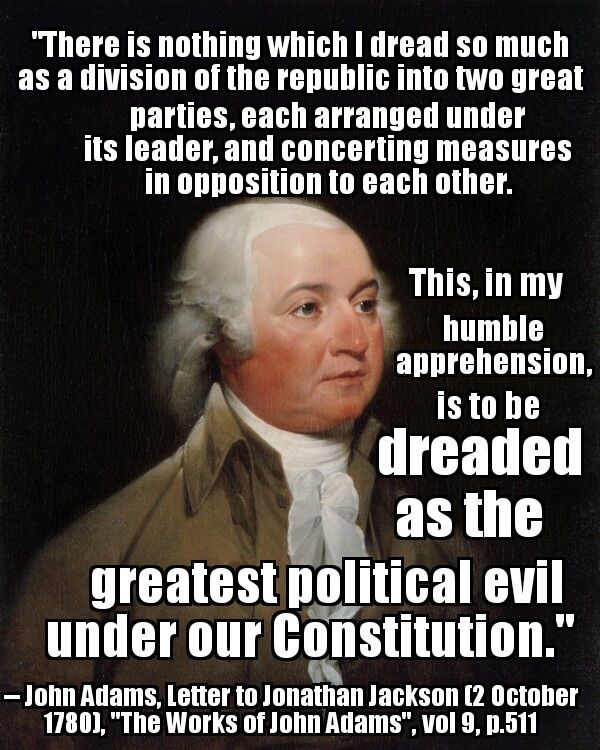 "There is nothing which I dread so much
as a division of the republic into two great
parties, each arranged under
its leader, and concerting measures
in opposition to each other.
This, in my
humble
apprehension,
is to be
dreaded
as the
greatest political evil
under our Constitution."
– John Adams, Letter to Jonathan Jackson (2 October
1780), "The Works of John Adams", vol 9, p.511